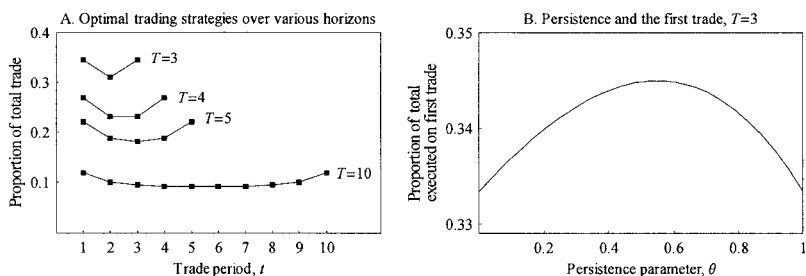 A. Optimal trading strategies over various horizons
Proportion of total trade
0.4
0.3
0.2
0.1
T=3
T=4
T=5
T=10
1 2 3 4 5 6 7 8 9 10
Trade period, t
B. Persistence and the first trade, T=3
Proportion of total
executed on first trade
0.35
0.34
0.33
0.2 0.4 0.6 0.8 1
Persistence parameter, θ